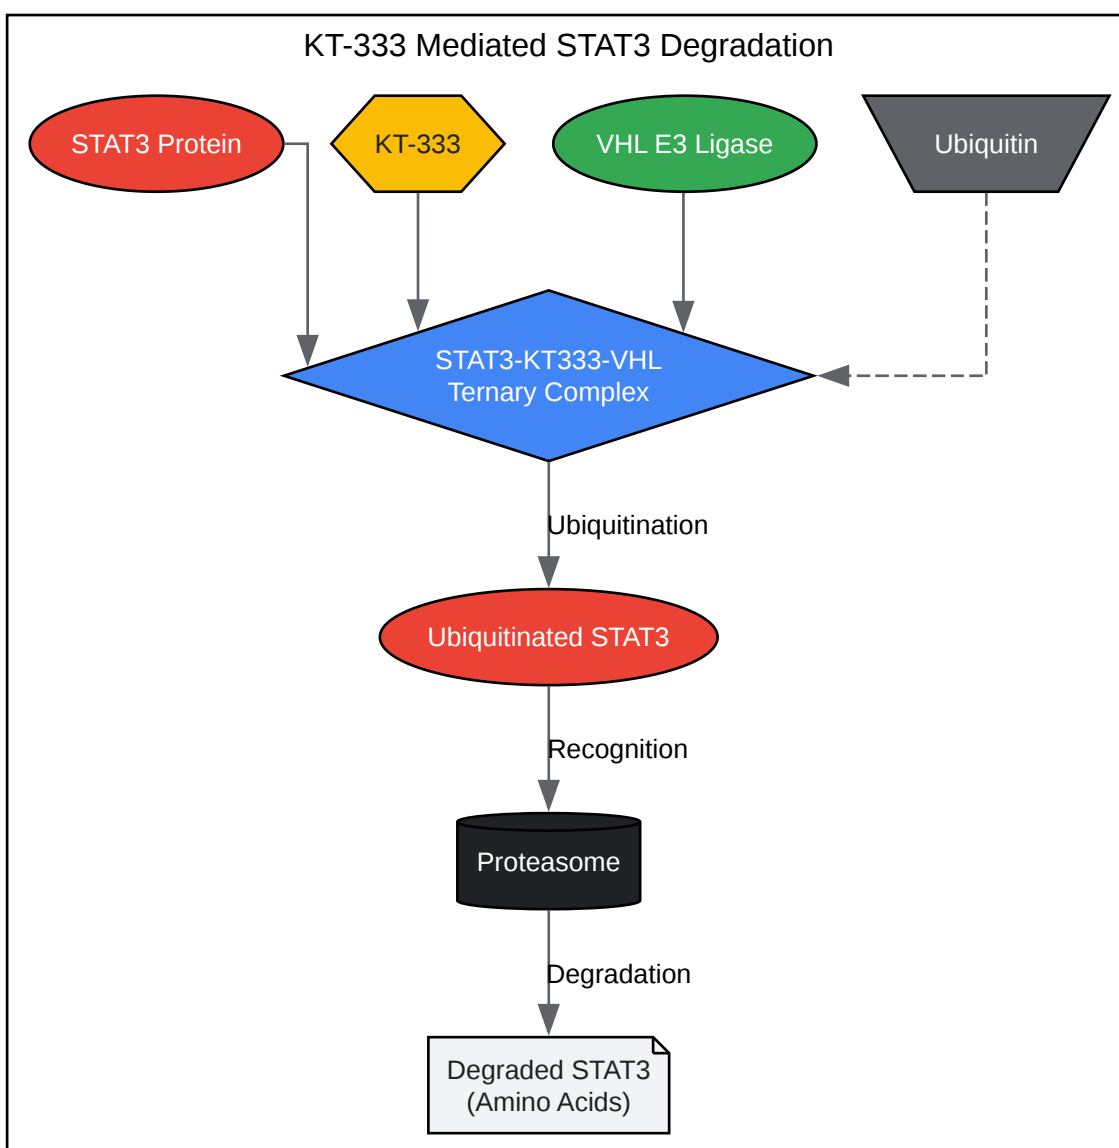 KT-333 Mediated STAT3 Degradation
STAT3 Protein
KT-333
VHL E3 Ligase
Ubiquitin
STAT3-KT333-VHL
Ternary Complex
Ubiquitination
Ubiquitinated STAT3
Recognition
Proteasome
Degradation
Degraded STAT3
(Amino Acids)